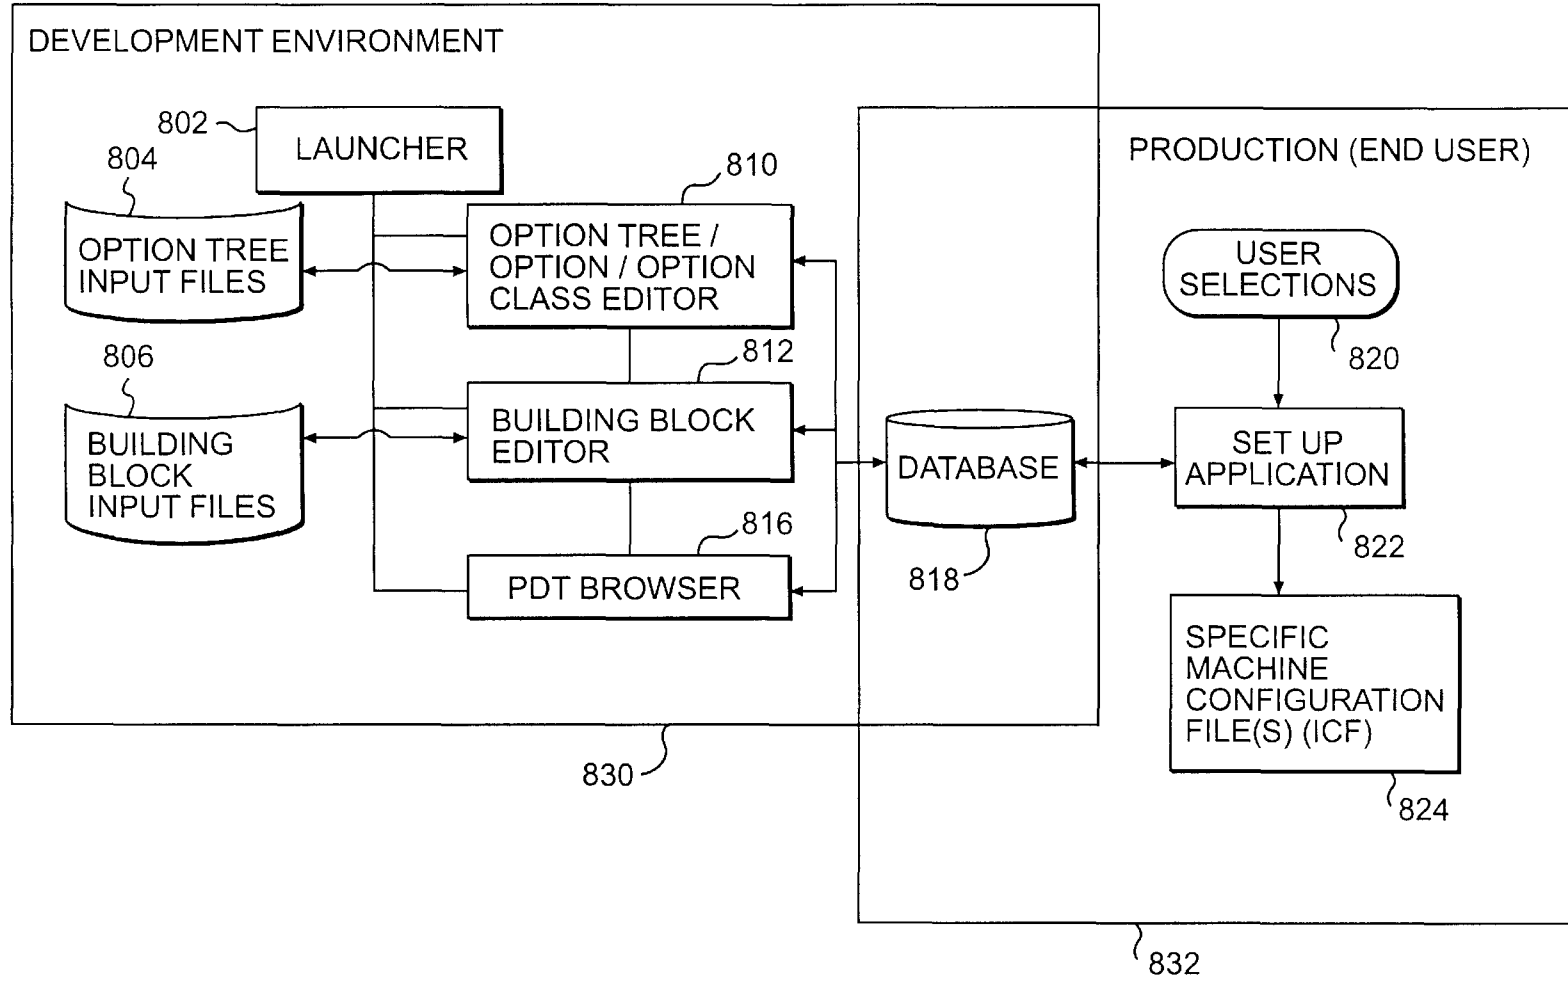 DEVELOPMENT ENVIRONMENT
802
LAUNCHER
804
OPTION TREE
INPUT FILES
810
OPTION TREE /
OPTION / OPTION
CLASS EDITOR
806
BUILDING
BLOCK
INPUT FILES
812
BUILDING BLOCK
EDITOR
816
PDT BROWSER
DATABASE
818
830
PRODUCTION (END USER)
USER
SELECTIONS
820
SET UP
APPLICATION
822
SPECIFIC
MACHINE
CONFIGURATION
FILE(S) (ICF)
824
832